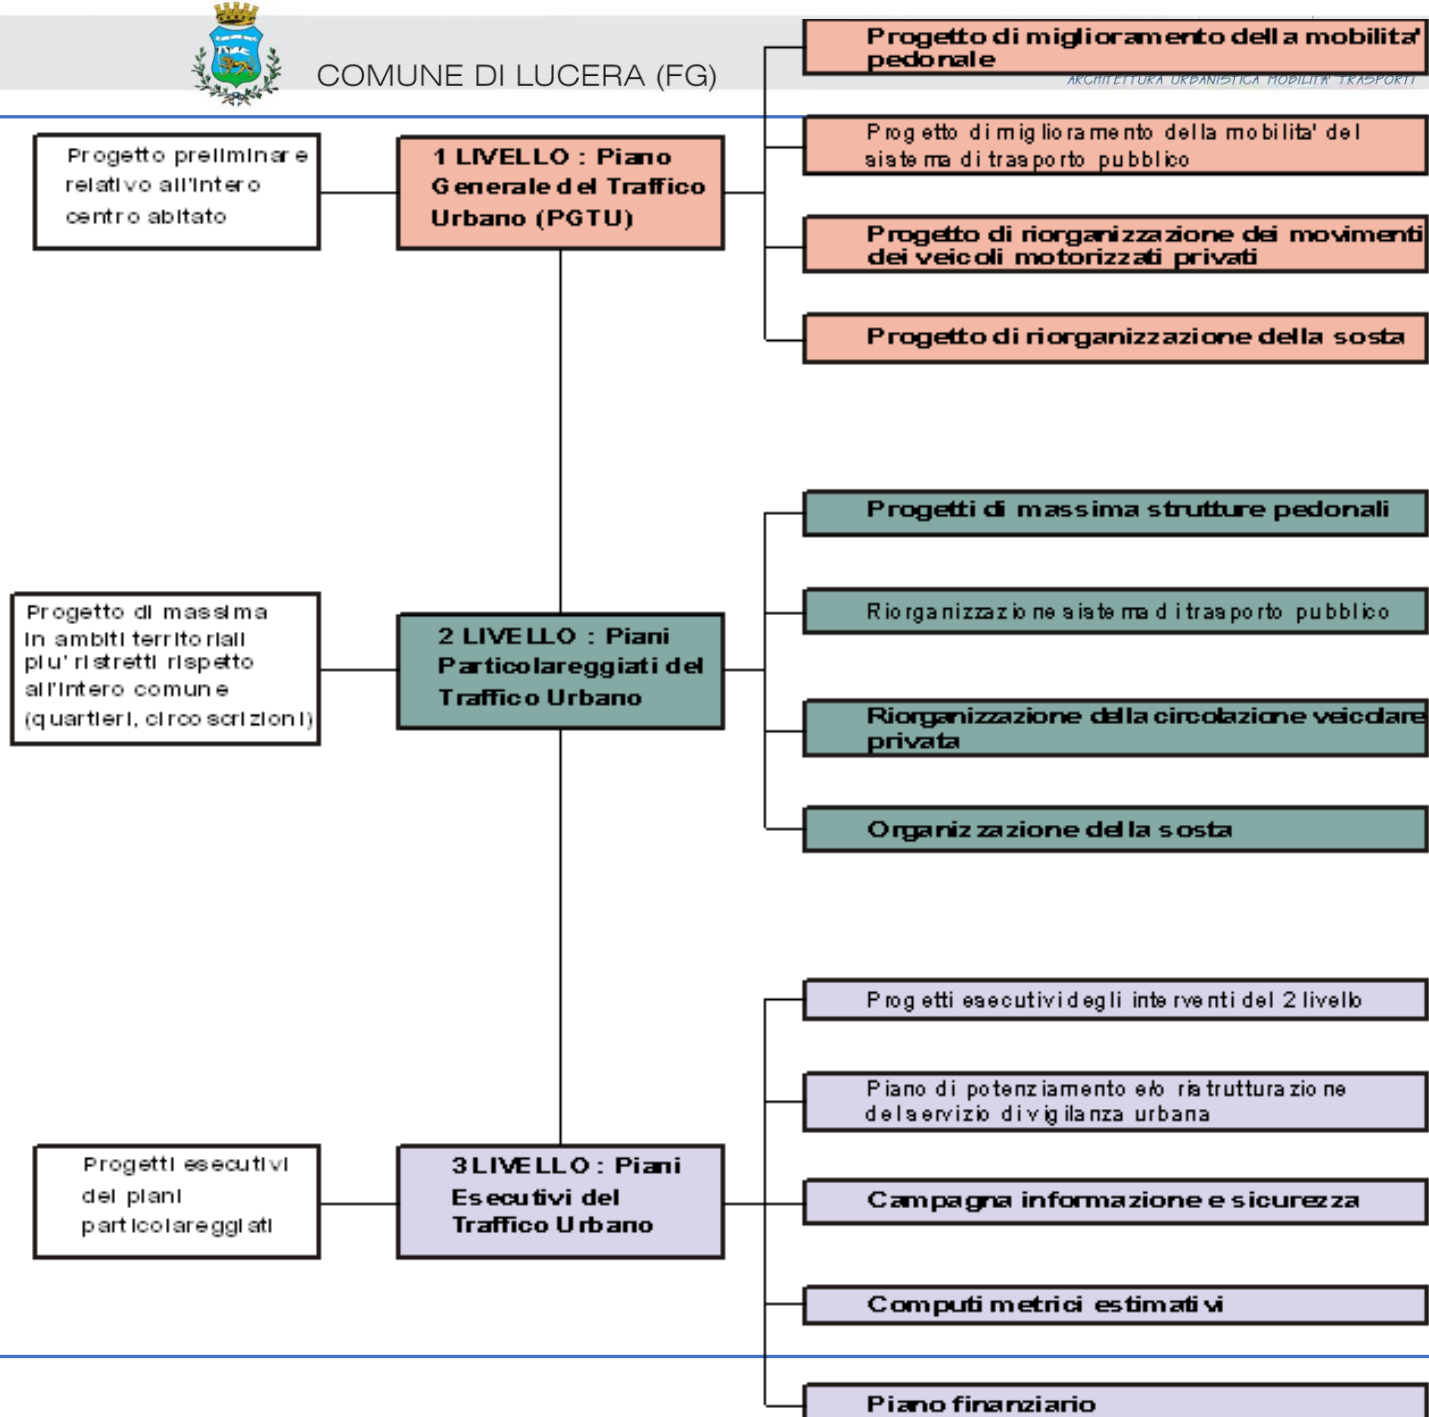 COMUNE DI LUCERA (FG)
ARCHITETTURA URBANISTICA MOBILITA' TRASPORTI
Progetto preliminare
relativo all'intero
centro abitato
1 LIVELLO : Piano
Generale del Traffico
Urbano (PGTU)
Progetto di miglioramento della mobilita'
pedonale
Progetto di miglioramento della mobilita' del
sistema di trasporto pubblico
Progetto di riorganizzazione dei movimenti
dei veicoli motorizzati privati
Progetto di riorganizzazione della sosta
Progetto di massima
in ambiti territoriali
piu' ristretti rispetto
all'intero comune
(quartieri, circoscrizioni)
2 LIVELLO : Piani
Particolareggiati del
Traffico Urbano
Progetti di massima strutture pedonali
Riorganizzazione sistema di trasporto pubblico
Riorganizzazione della circolazione veicolare
privata
Organizzazione della sosta
Progetti esecutivi
dei piani
particolareggiati
3 LIVELLO : Piani
Esecutivi del
Traffico Urbano
Progetti esecutivi degli interventi del 2 livello
Piano di potenziamento e/o ristrutturazione
del servizio di vigilanza urbana
Campagna informazione e sicurezza
Computi metrici estimativi
Piano finanziario